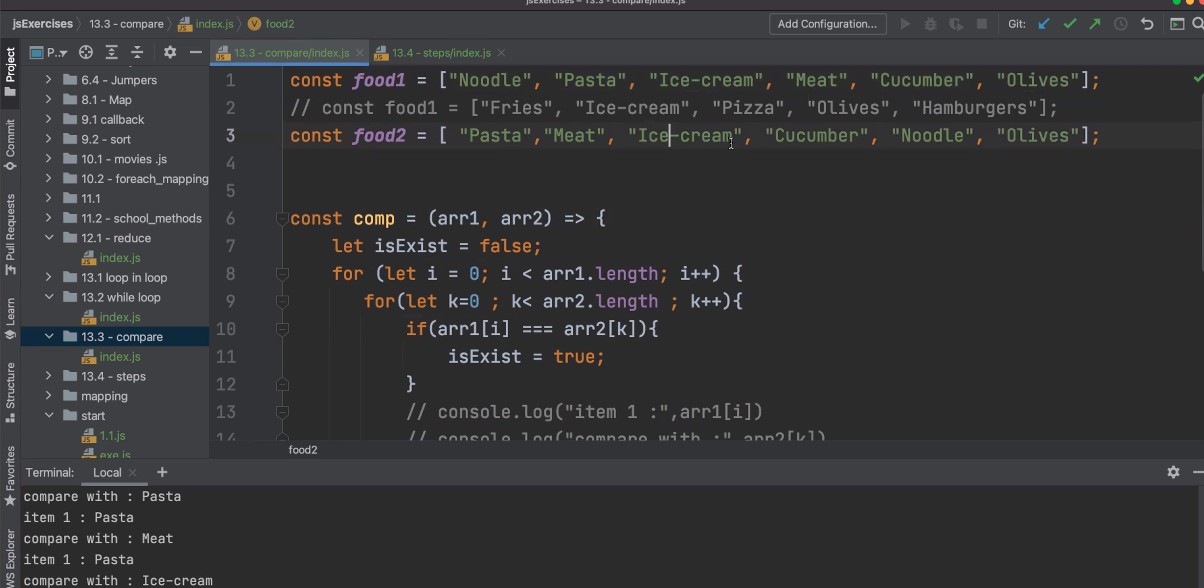 jsExercises – 13.3 - compare/index.js
jsExercises 13.3 - compare index.js food2
Add Configuration...
Git:
Project
Commit
Pull Requests
Learn
Structure
Favorites
WS Explorer
P...
6.4 - Jumpers
8.1 - Map
9.1 callback
9.2 - sort
10.1 - movies .js
10.2 - foreach_mapping
11.1
11.2 - school_methods
12.1 - reduce
index.js
13.1 loop in loop
13.2 while loop
index.js
13.3 - compare
index.js
13.4 - steps
mapping
start
1.1.js
exe.js
13.3 - compare/index.js
13.4 - steps/index.js
1 const food1 = ["Noodle", "Pasta", "Ice-cream", "Meat", "Cucumber", "Olives"];
2 // const food1 = ["Fries", "Ice-cream", "Pizza", "Olives", "Hamburgers"];
3 const food2 = [ "Pasta","Meat", "Ice-cream", "Cucumber", "Noodle", "Olives"];
4
5
6 const comp = (arr1, arr2) => {
7 let isExist = false;
8 for (let i = 0; i < arr1.length; i++) {
9 for(let k=0 ; k< arr2.length ; k++){
10 if(arr1[i] === arr2[k]){
11 isExist = true;
12 }
13 // console.log("item 1 :",arr1[i])
14 // console.log("compare with :",arr2[k])
food2
Terminal: Local
compare with : Pasta
item 1 : Pasta
compare with : Meat
item 1 : Pasta
compare with : Ice-cream